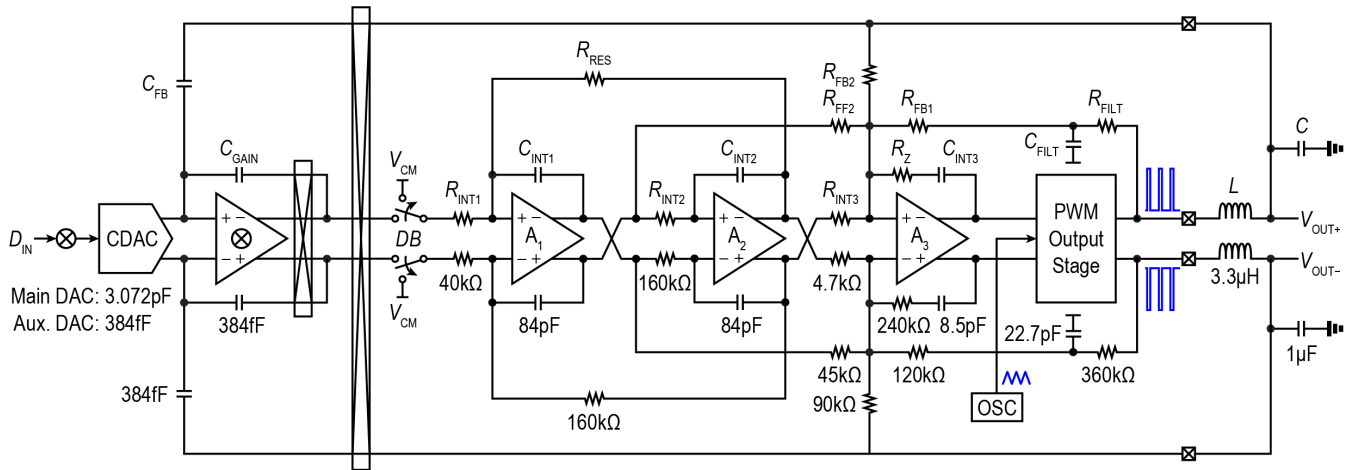 R_RES
C_FB
R_FB2
R_FF2
R_FB1
R_FILT
C_GAIN
V_CM
C_INT1
C_INT2
R_Z
C_INT3
C_FILT
C
R_INT1
R_INT2
R_INT3
L
D_IN
CDAC
+ −
− +
DB
+ −
A_1
− +
+ −
A_2
− +
+ −
A_3
− +
PWM
Output
Stage
V_OUT+
V_OUT−
3.3μH
Main DAC: 3.072pF
Aux. DAC: 384fF
V_CM
40kΩ
160kΩ
4.7kΩ
384fF
84pF
84pF
240kΩ
8.5pF
22.7pF
1μF
384fF
160kΩ
45kΩ
120kΩ
360kΩ
90kΩ
OSC